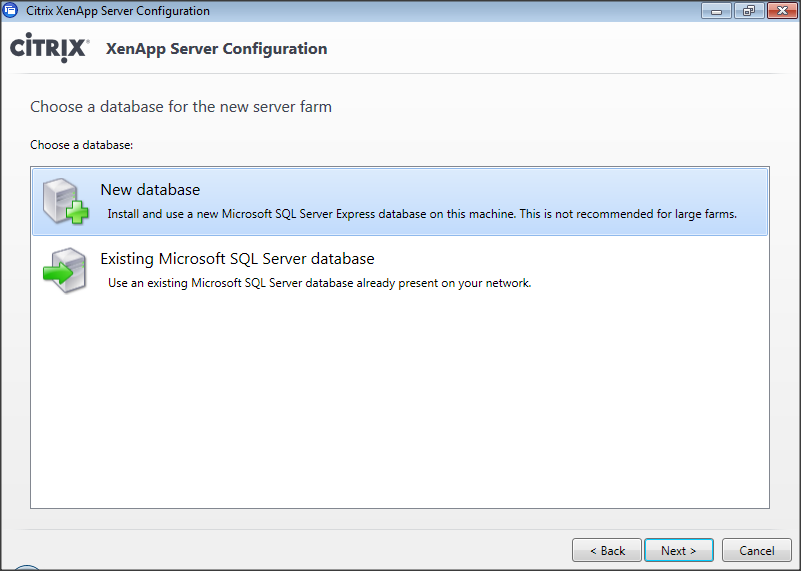 Citrix XenApp Server Configuration
CİTRIX® XenApp Server Configuration
Choose a database for the new server farm
Choose a database:
New database
Install and use a new Microsoft SQL Server Express database on this machine. This is not recommended for large farms.
Existing Microsoft SQL Server database
Use an existing Microsoft SQL Server database already present on your network.
< Back Next > Cancel